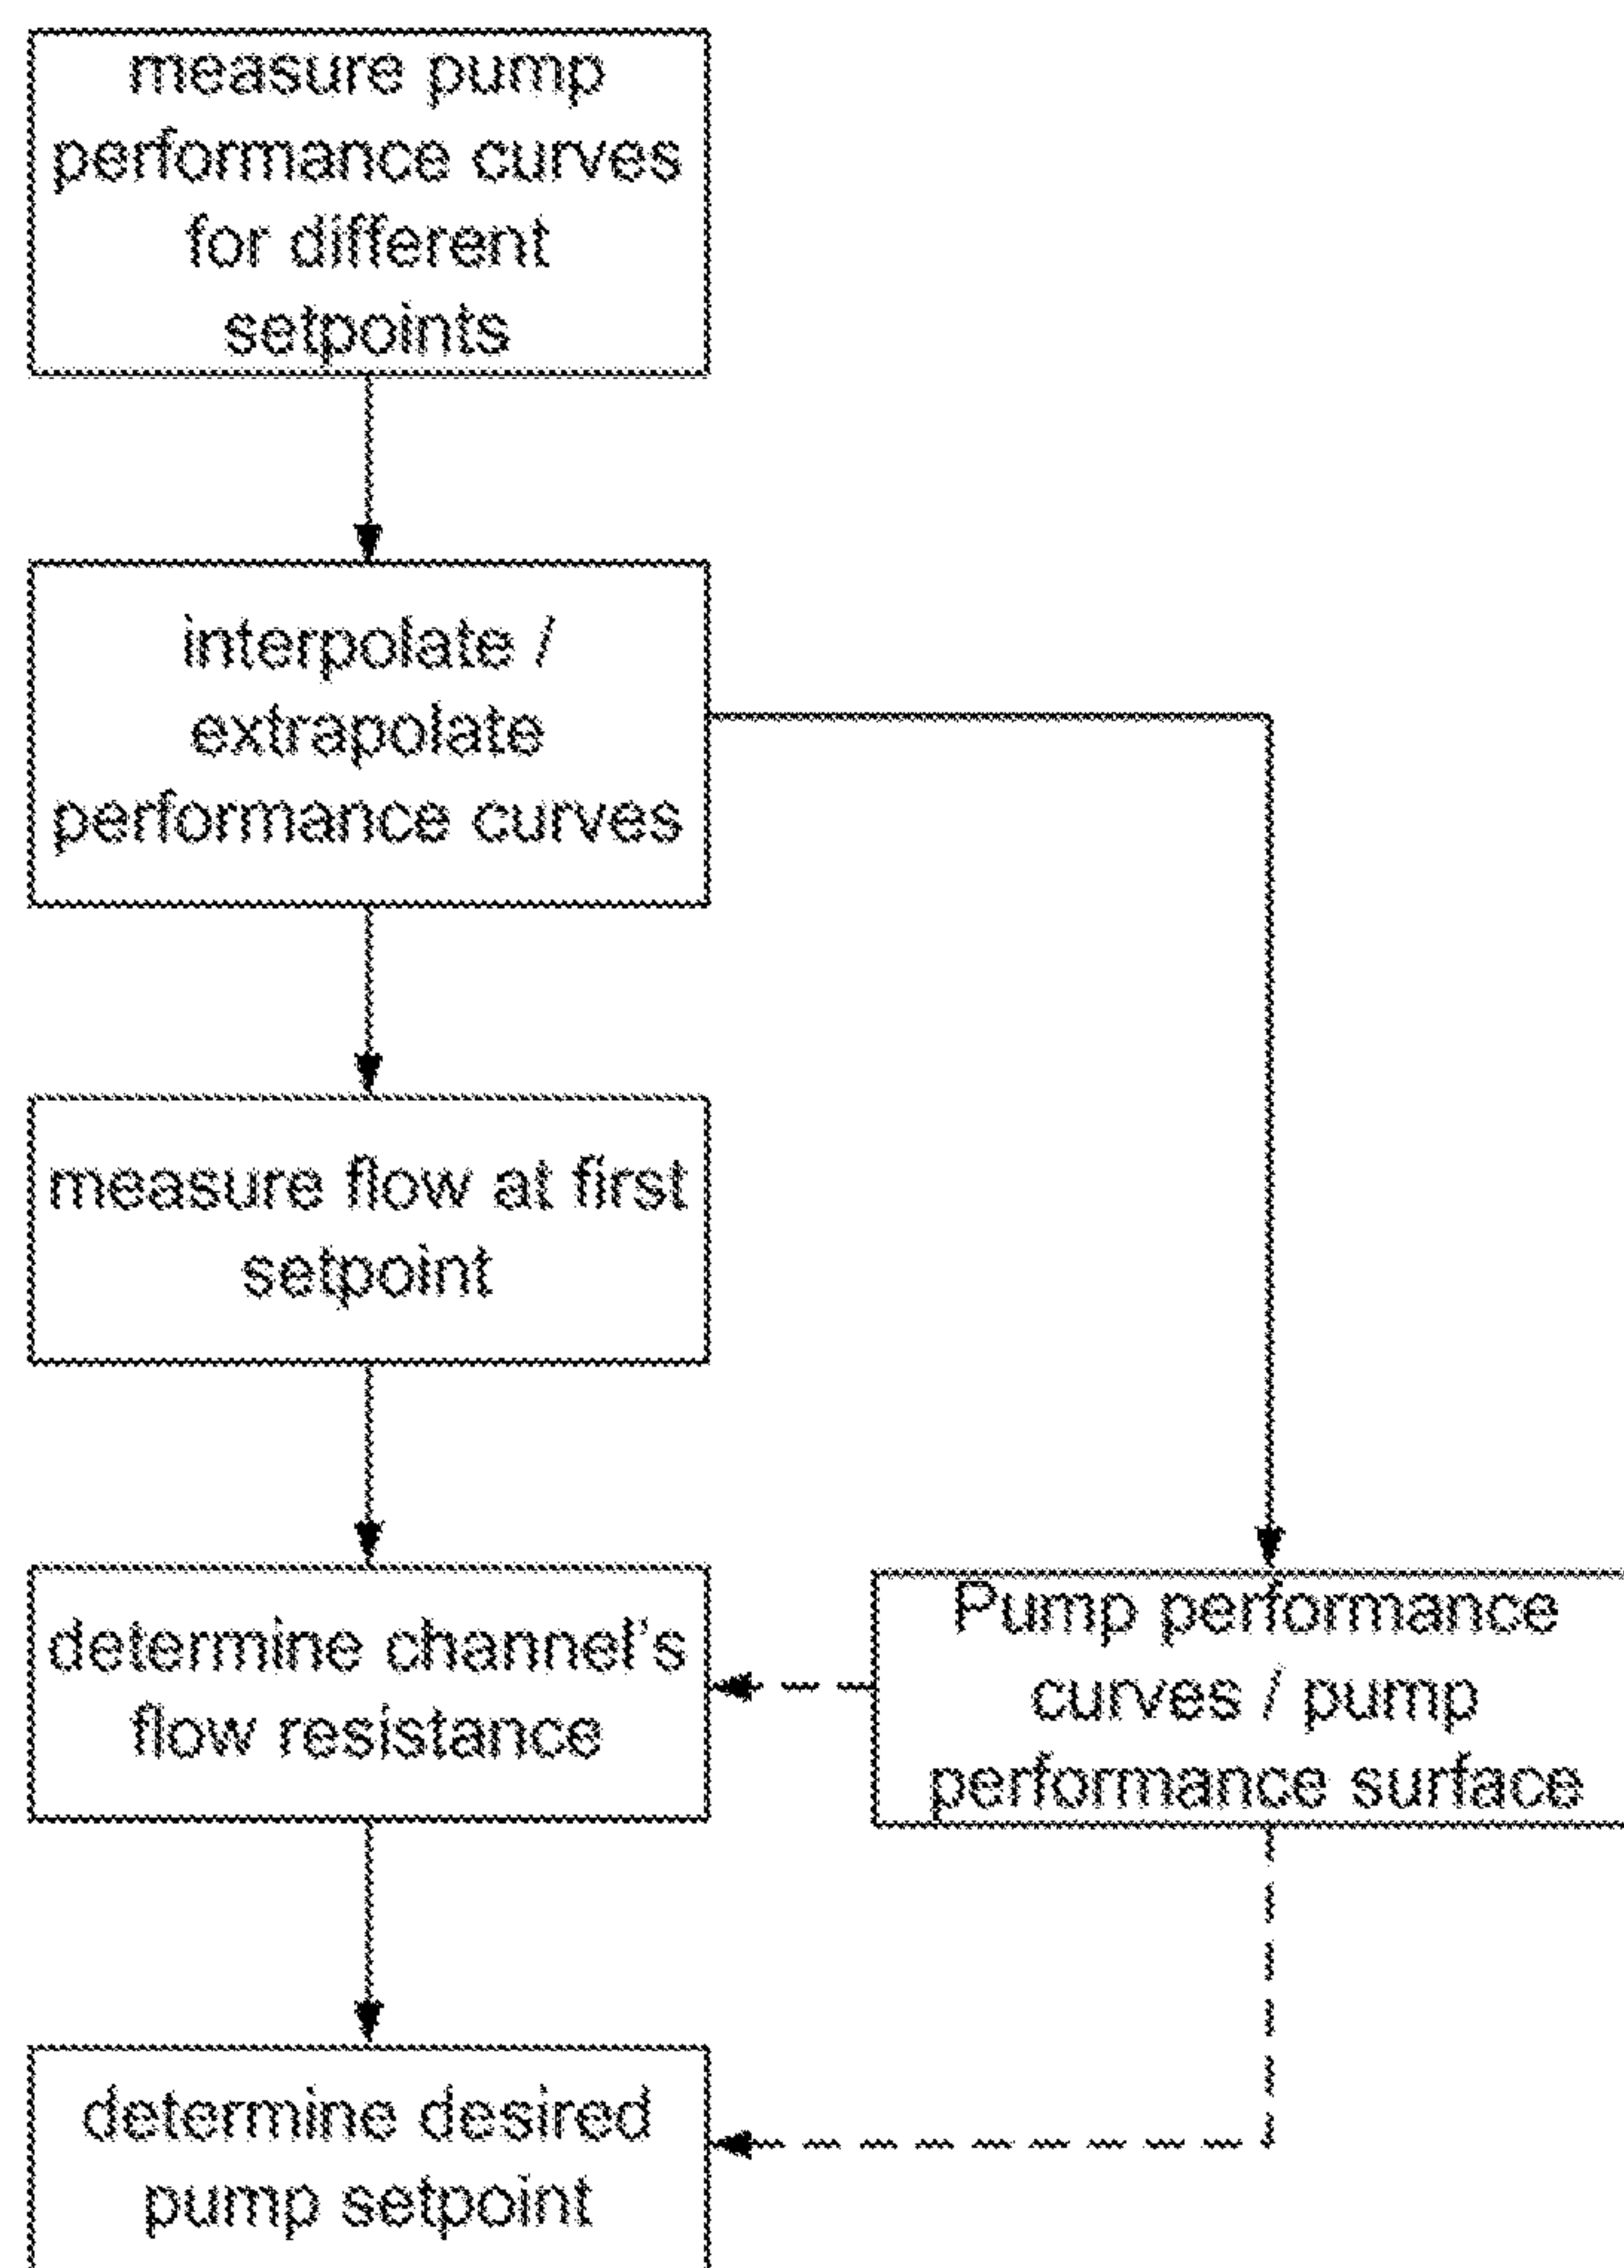 measure pump
performance curves
for different
setpoints
interpolate /
extrapolate
performance curves
measure flow at first
setpoint
determine channel's
flow resistance
Pump performance
curves / pump
performance surface
determine desired
pump setpoint